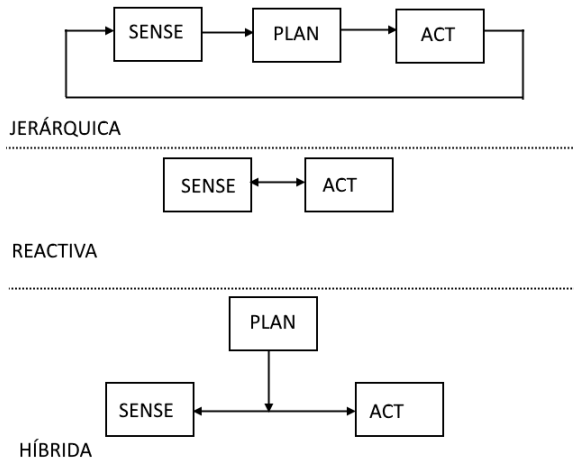 SENSE PLAN ACT
JERÁRQUICA
SENSE ACT
REACTIVA
PLAN
SENSE ACT
HÍBRIDA